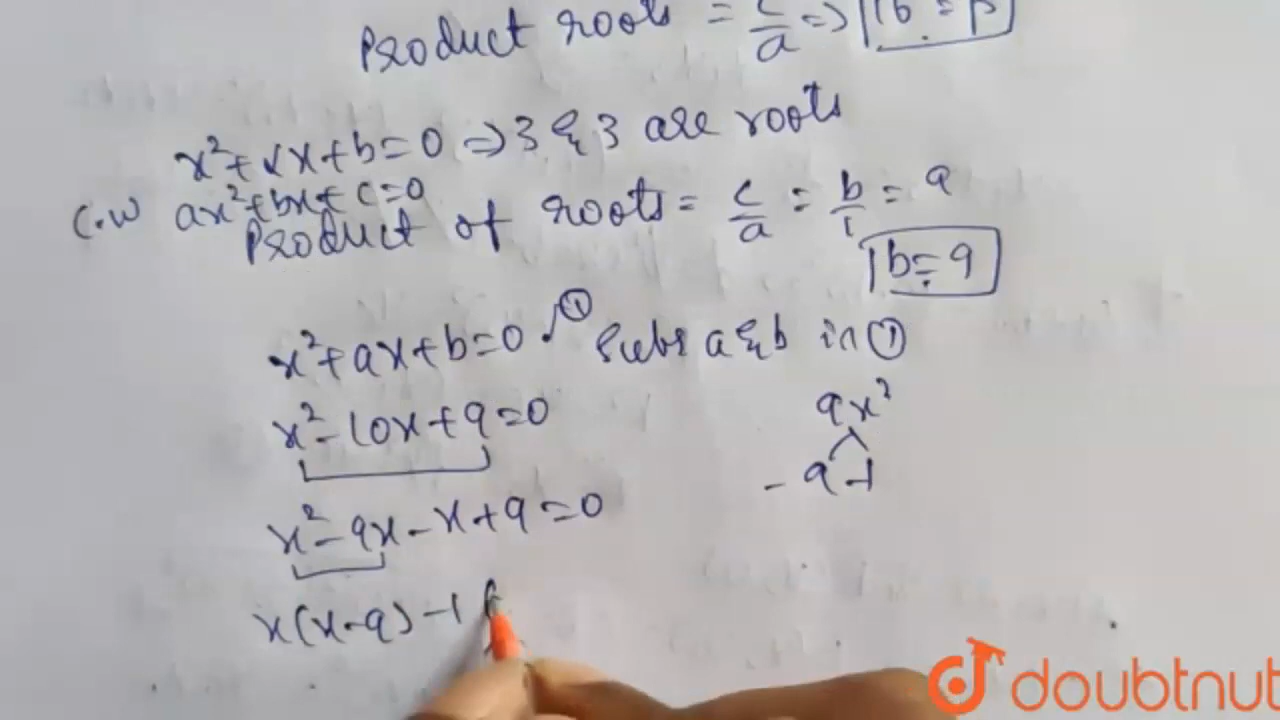 Product roots = c/a =>
x²+αx+b=0 => 3 & 3 are roots
C.W ax²+bx+c=0
Product of roots = c/a = b/1 = 9
b=9
x²+ax+b=0 ① Subs a & b in ①
x²-10x+9=0
9x²
-9 -1
x²-9x-x+9=0
x(x-9)-1(
doubtnut